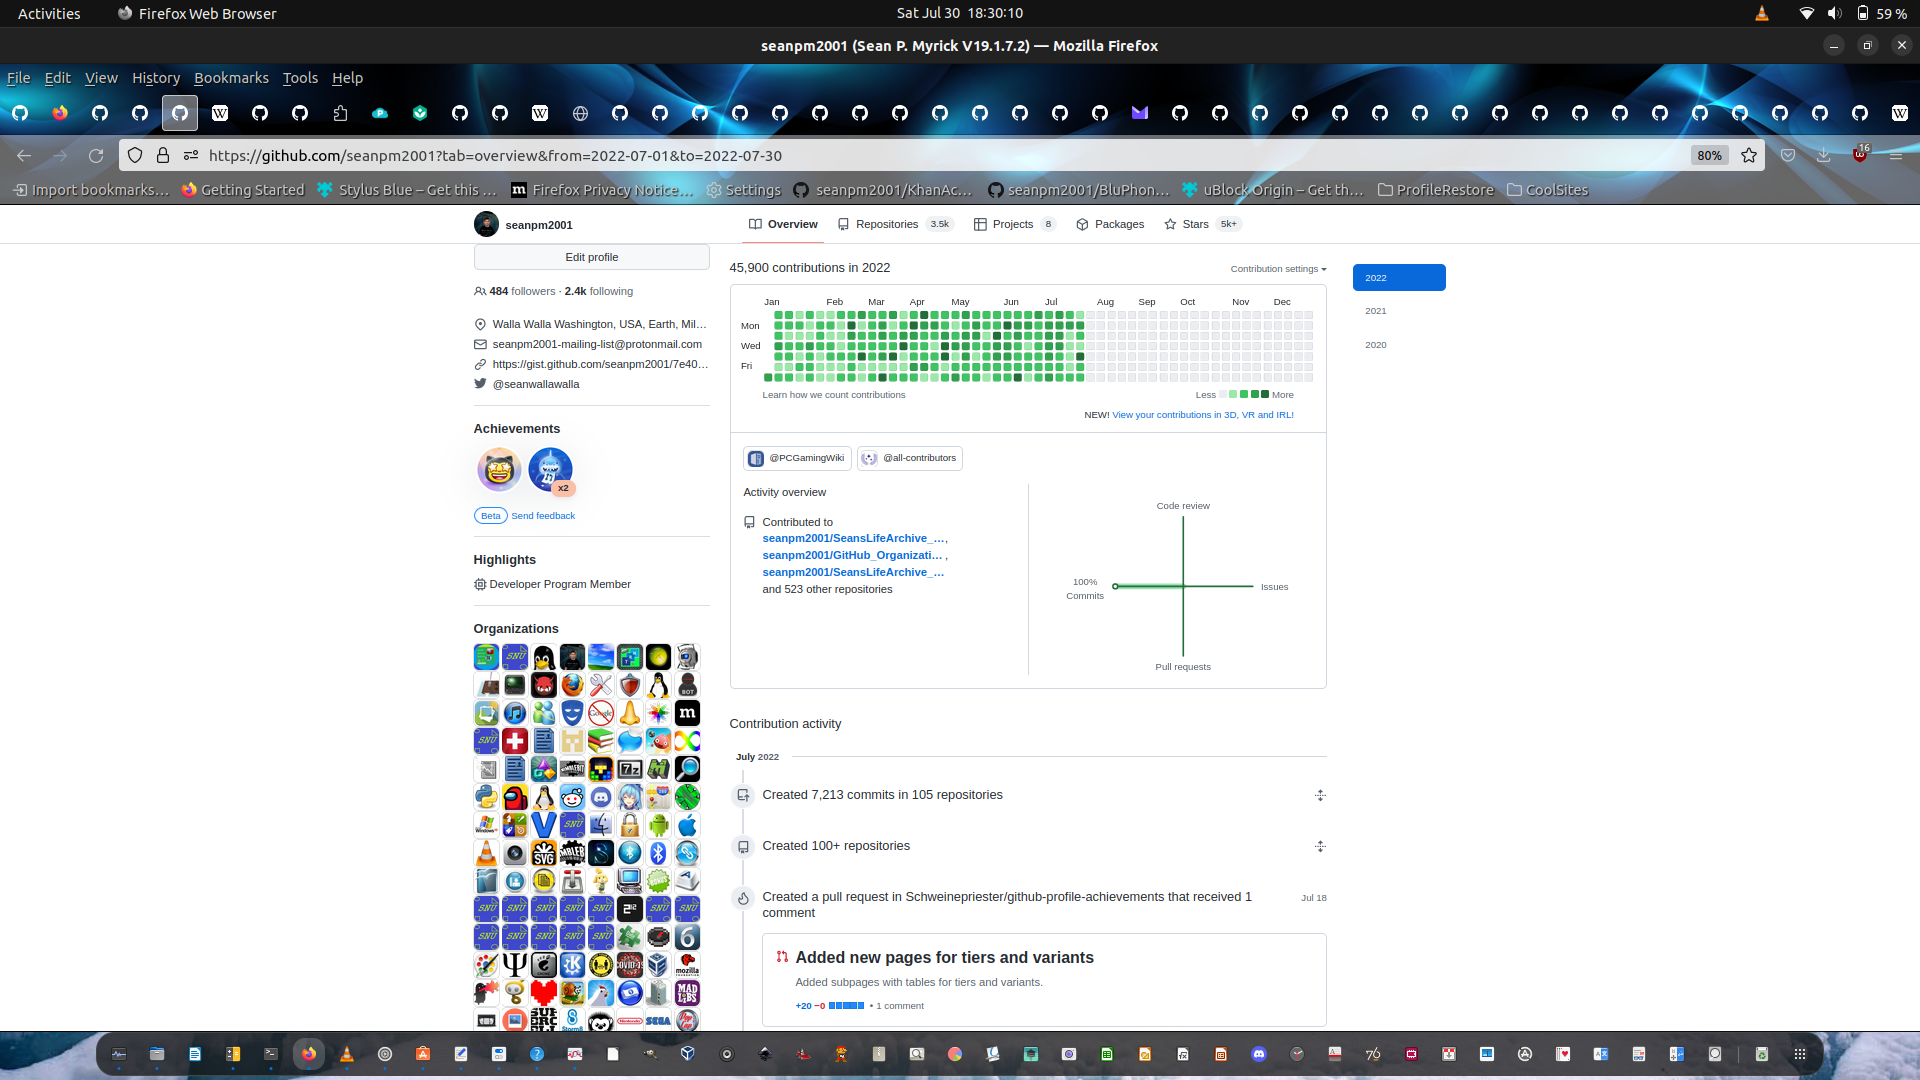 Activities
Firefox Web Browser
Sat Jul 30 18:30:10
59 %
seanpm2001 (Sean P. Myrick V19.1.7.2) — Mozilla Firefox
File Edit View History Bookmarks Tools Help
https://github.com/seanpm2001?tab=overview&from=2022-07-01&to=2022-07-30
80%
16
Import bookmarks…
Getting Started
Stylus Blue – Get this …
Firefox Privacy Notice…
Settings
seanpm2001/KhanAc…
seanpm2001/BluPhon…
uBlock Origin – Get th…
ProfileRestore
CoolSites
seanpm2001
Overview
Repositories 3.5k
Projects 8
Packages
Stars 5k+
Edit profile
484 followers · 2.4k following
Walla Walla Washington, USA, Earth, Mil…
seanpm2001-mailing-list@protonmail.com
https://gist.github.com/seanpm2001/7e40…
@seanwallawalla
Achievements
x2
Beta Send feedback
Highlights
Developer Program Member
Organizations
45,900 contributions in 2022
Contribution settings
2022
2021
2020
Jan Feb Mar Apr May Jun Jul Aug Sep Oct Nov Dec
Mon
Wed
Fri
Learn how we count contributions
Less More
NEW! View your contributions in 3D, VR and IRL!
@PCGamingWiki
@all-contributors
Activity overview
Contributed to
seanpm2001/SeansLifeArchive_…,
seanpm2001/GitHub_Organizati… ,
seanpm2001/SeansLifeArchive_…
and 523 other repositories
Code review
100%
Commits
Issues
Pull requests
Contribution activity
July 2022
Created 7,213 commits in 105 repositories
Created 100+ repositories
Created a pull request in Schweinepriester/github-profile-achievements that received 1
comment
Jul 18
Added new pages for tiers and variants
Added subpages with tables for tiers and variants.
+20 −0 • 1 comment